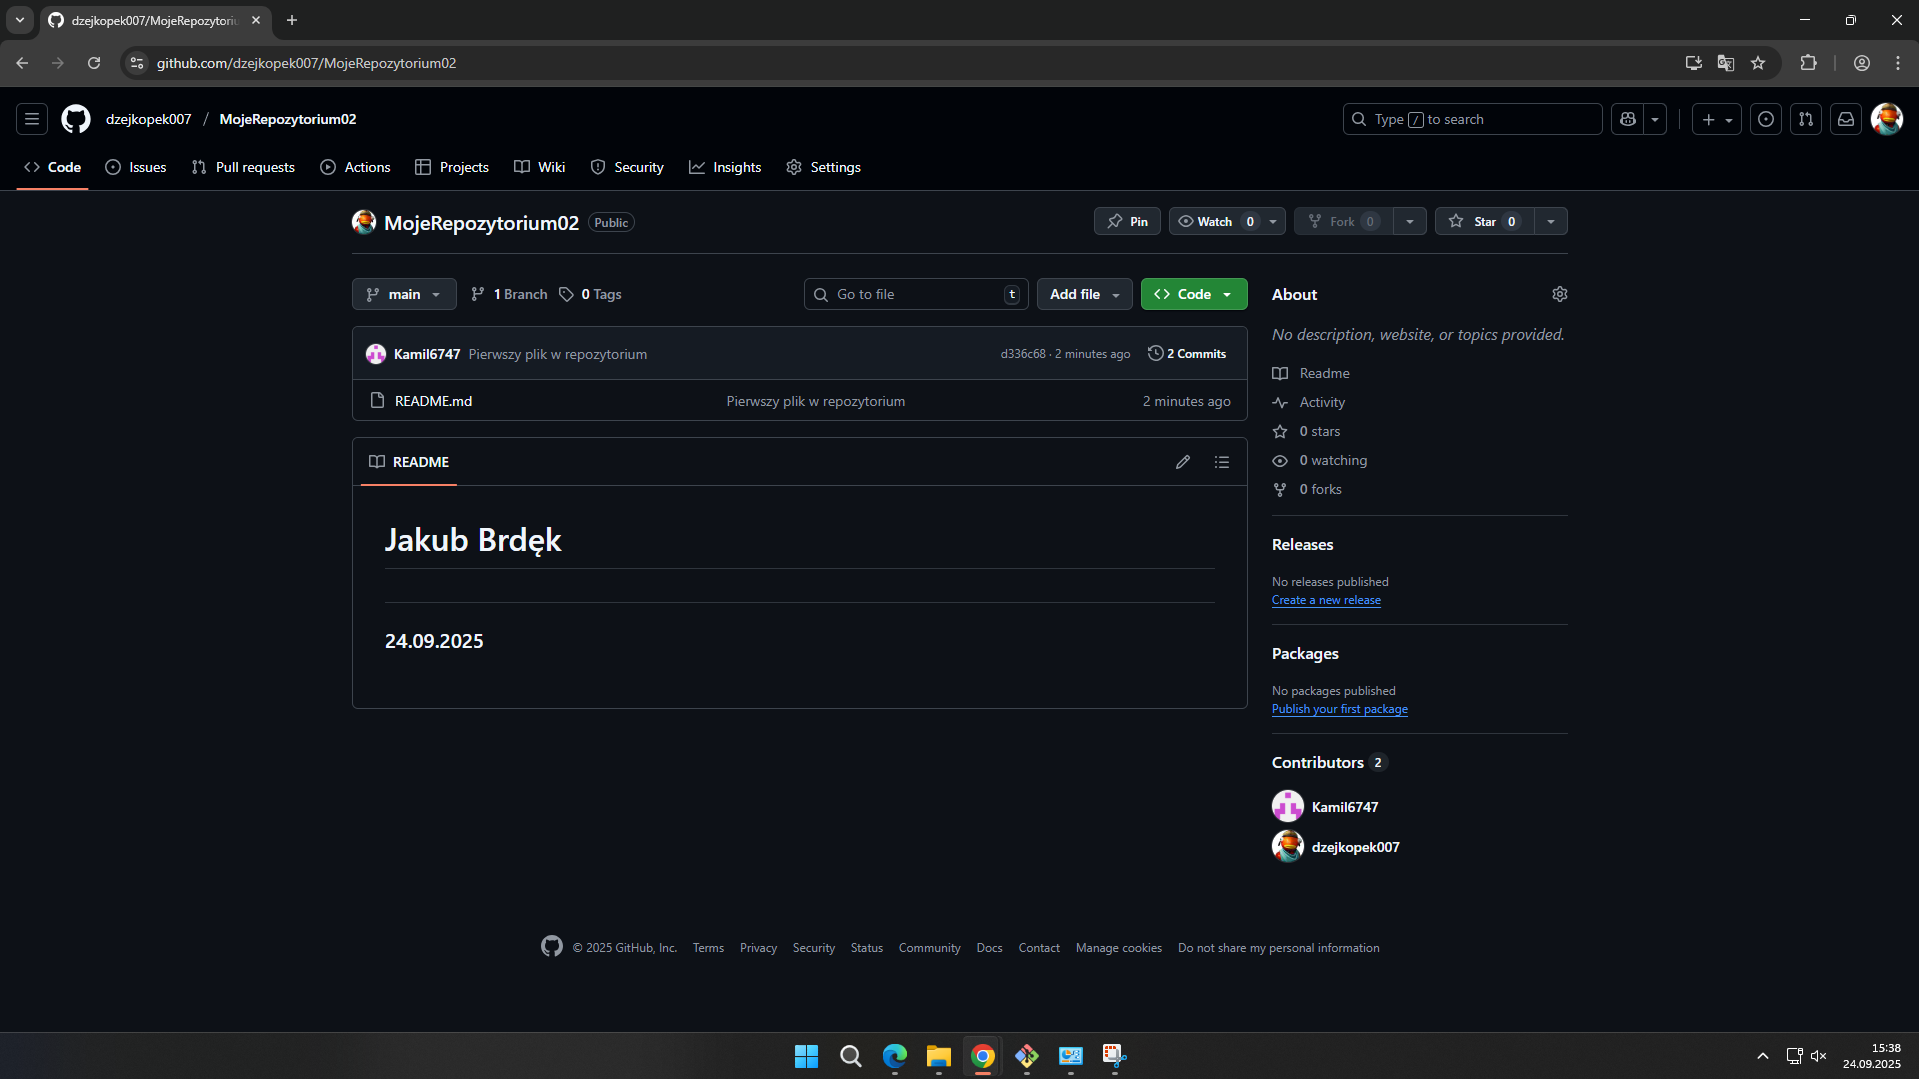 dzejkopek007/MojeRepozytoriu
github.com/dzejkopek007/MojeRepozytorium02
dzejkopek007 / MojeRepozytorium02
Type / to search
Code Issues Pull requests Actions Projects Wiki Security Insights Settings
MojeRepozytorium02 Public
Pin Watch 0 Fork 0 Star 0
main 1 Branch 0 Tags Go to file t Add file Code
Kamil6747 Pierwszy plik w repozytorium d336c68 · 2 minutes ago 2 Commits
README.md Pierwszy plik w repozytorium 2 minutes ago
README
Jakub Brdęk
24.09.2025
About
No description, website, or topics provided.
Readme
Activity
0 stars
0 watching
0 forks
Releases
No releases published
Create a new release
Packages
No packages published
Publish your first package
Contributors 2
Kamil6747
dzejkopek007
© 2025 GitHub, Inc. Terms Privacy Security Status Community Docs Contact Manage cookies Do not share my personal information
15:38
24.09.2025